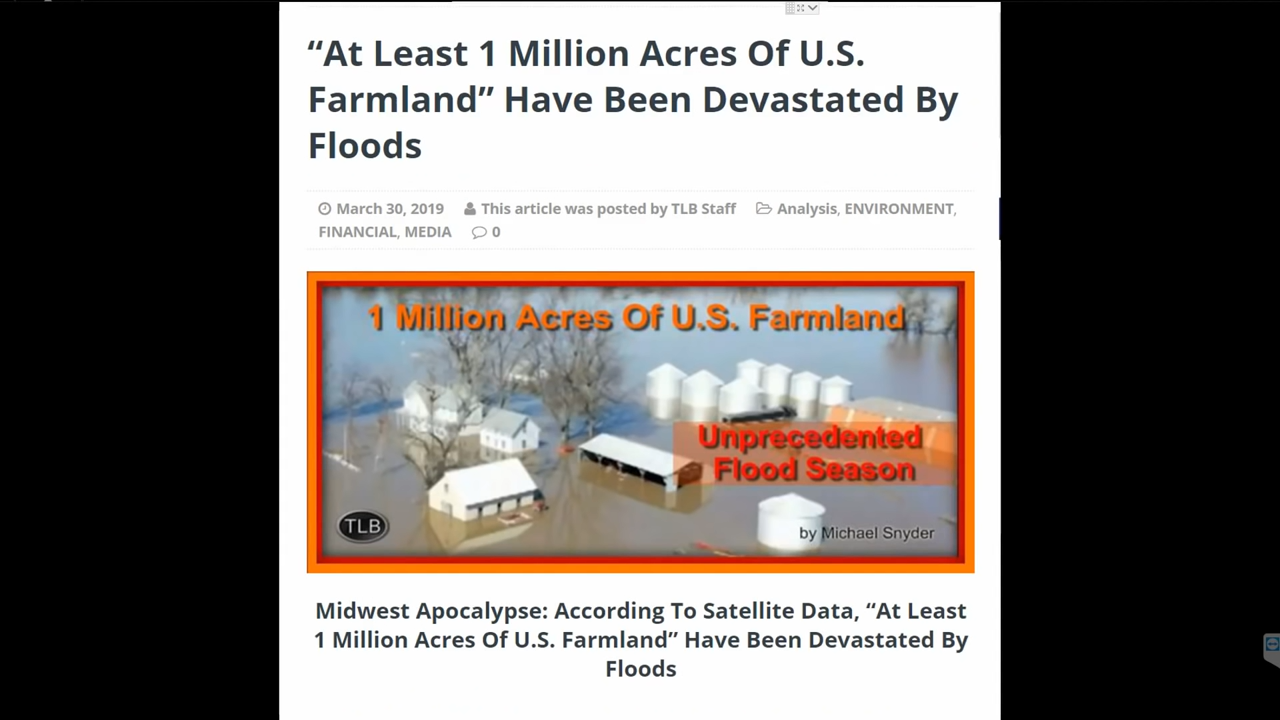 “At Least 1 Million Acres Of U.S.
Farmland” Have Been Devastated By
Floods
March 30, 2019 This article was posted by TLB Staff Analysis, ENVIRONMENT,
FINANCIAL, MEDIA 0
1 Million Acres Of U.S. Farmland
Unprecedented
Flood Season
TLB
by Michael Snyder
Midwest Apocalypse: According To Satellite Data, “At Least
1 Million Acres Of U.S. Farmland” Have Been Devastated By
Floods